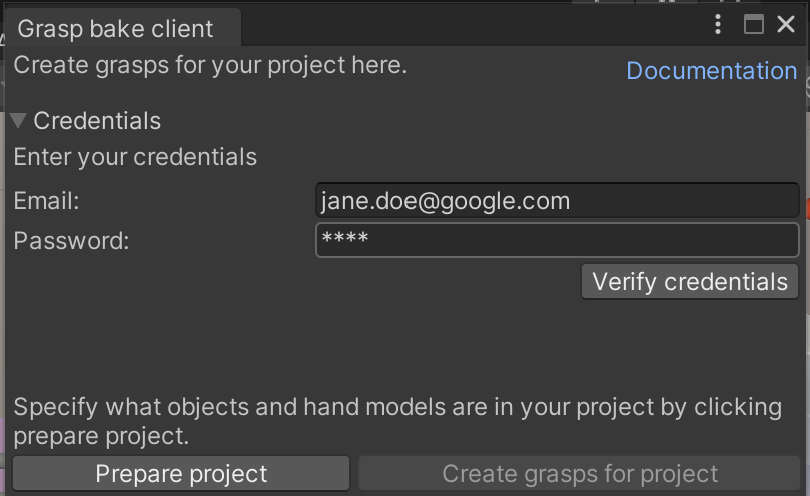 Grasp bake client
Create grasps for your project here.
Documentation
Credentials
Enter your credentials
Email:
jane.doe@google.com
Password:
****
Verify credentials
Specify what objects and hand models are in your project by clicking
prepare project.
Prepare project
Create grasps for project